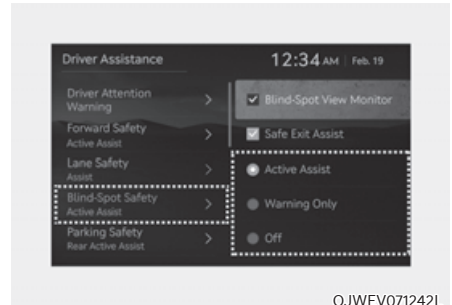 Driver Assistance
12:34 AM Feb. 19
Driver Attention
Warning
Forward Safety
Active Assist
Lane Safety
Assist
Blind-Spot Safety
Active Assist
Parking Safety
Rear Active Assist
Blind-Spot View Monitor
Safe Exit Assist
Active Assist
Warning Only
Off
OJWEV071242L